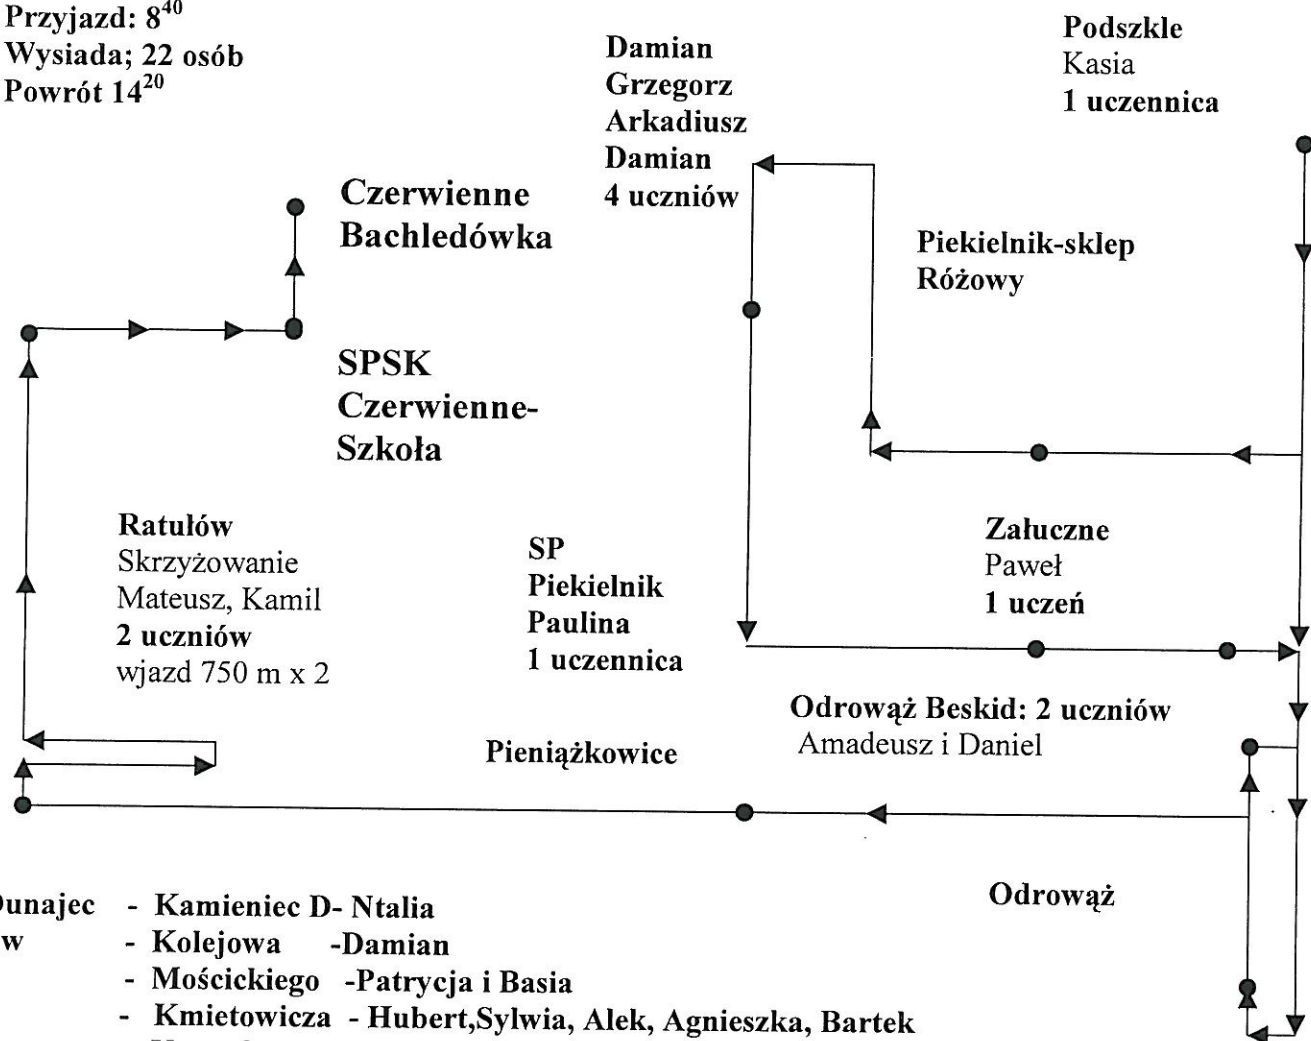 Przyjazd: 8⁴⁰
Wysiada; 22 osób
Powrót 14²⁰
Damian
Grzegorz
Arkadiusz
Damian
4 uczniów
Podszkle
Kasia
1 uczennica
Czerwienne
Bachledówka
Piekielnik-sklep
Różowy
SPSK
Czerwienne-
Szkoła
Ratułów
Skrzyżowanie
Mateusz, Kamil
2 uczniów
wjazd 750 m x 2
SP
Piekielnik
Paulina
1 uczennica
Załuczne
Paweł
1 uczeń
Odrowąż Beskid: 2 uczniów
Amadeusz i Daniel
Pieniążkowice
Odrowąż
Dunajec - Kamieniec D- Ntalia
w - Kolejowa -Damian
- Mościckiego -Patrycja i Basia
- Kmietowicza - Hubert,Sylwia, Alek, Agnieszka, Bartek